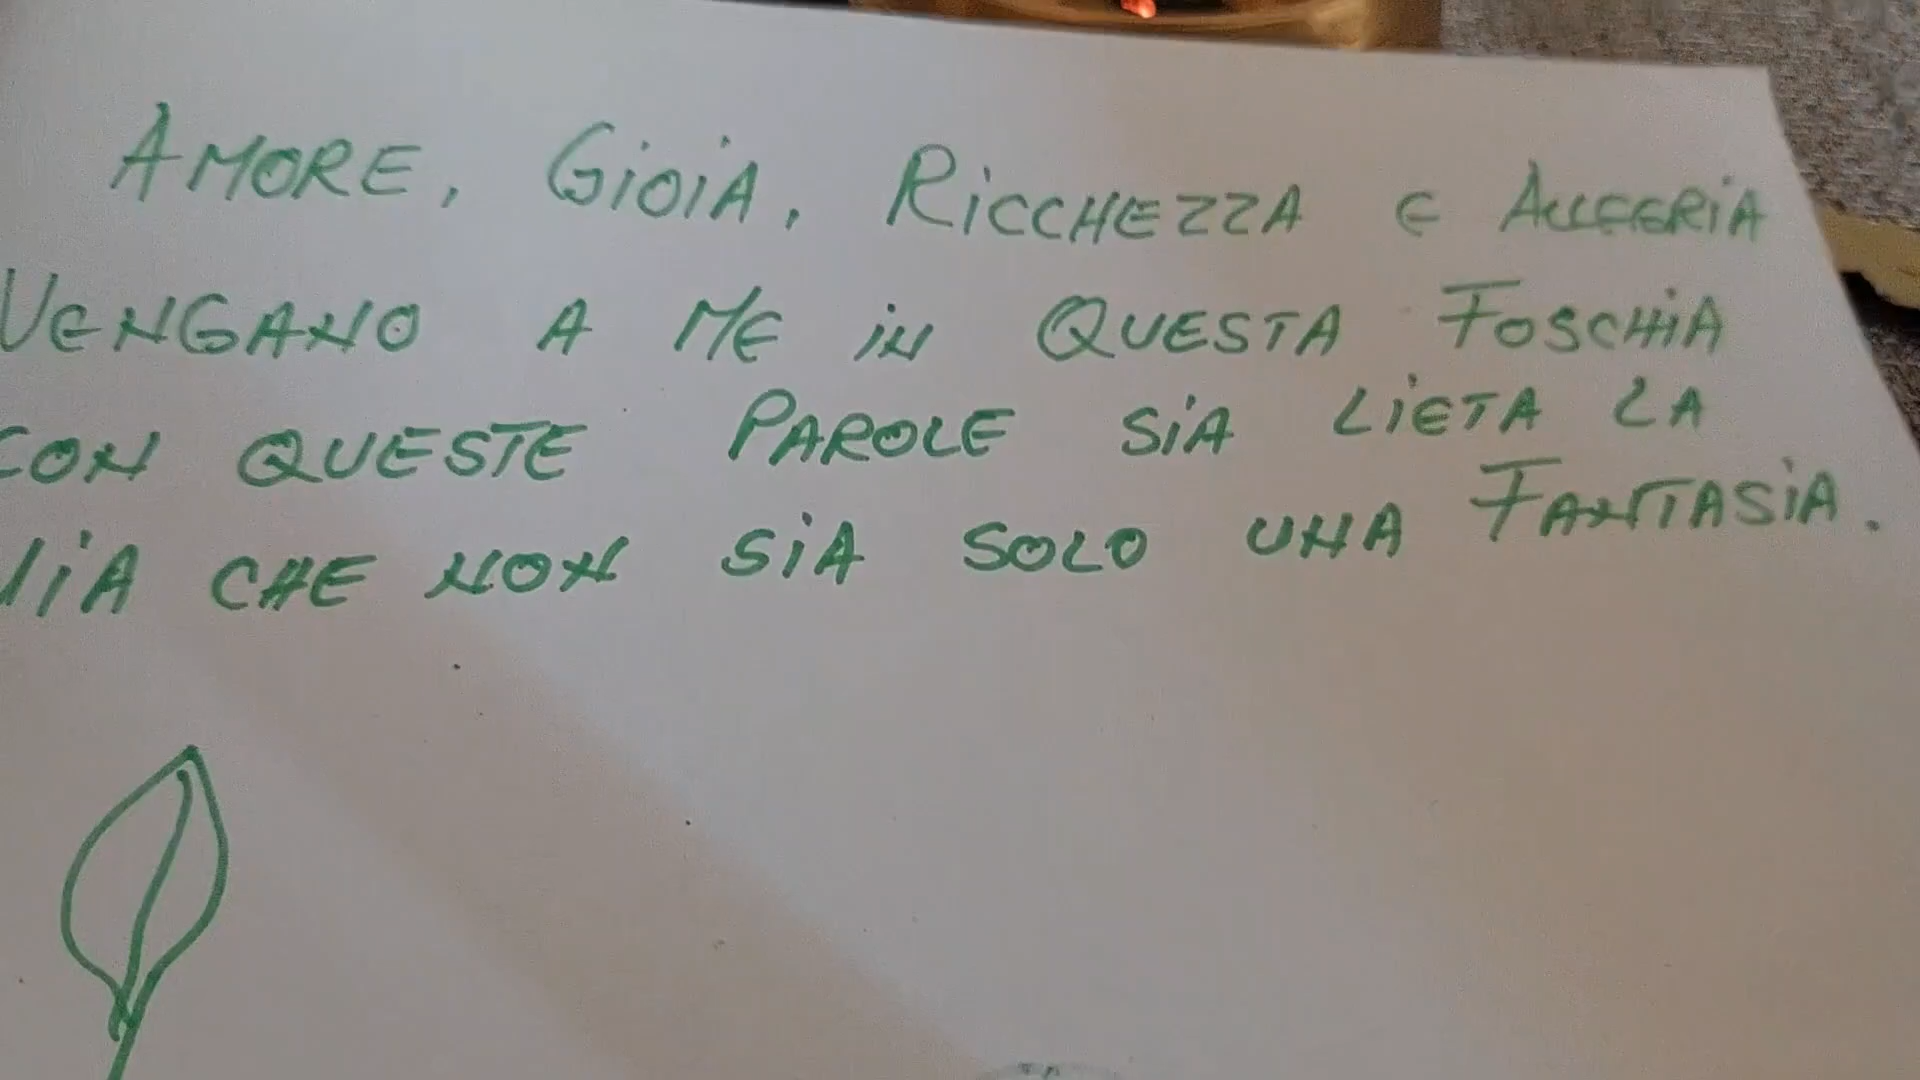 AMORE, GIOIA, RICCHEZZA E ALLEGRIA
VENGANO A ME IN QUESTA FOSCHIA
CON QUESTE PAROLE SIA LIETA LA
VIA CHE NON SIA SOLO UNA FANTASIA.